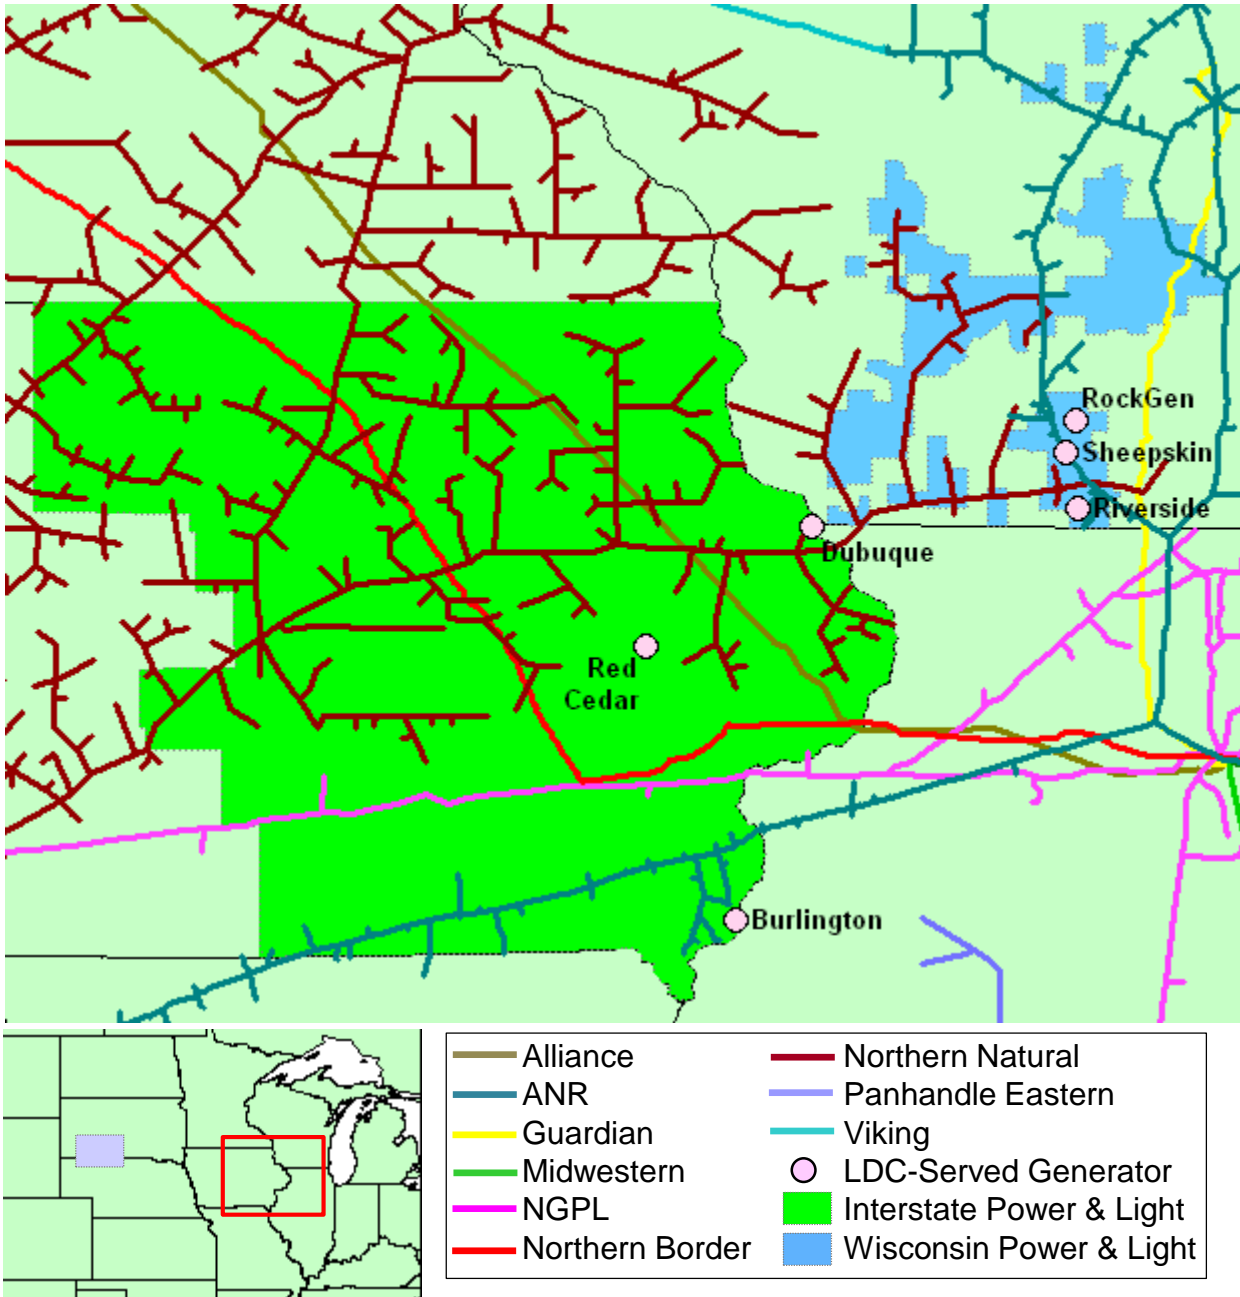 RockGen
Sheepskin
Riverside
Dubuque
Red
Cedar
Burlington
Alliance
ANR
Guardian
Midwestern
NGPL
Northern Border
Northern Natural
Panhandle Eastern
Viking
LDC-Served Generator
Interstate Power & Light
Wisconsin Power & Light